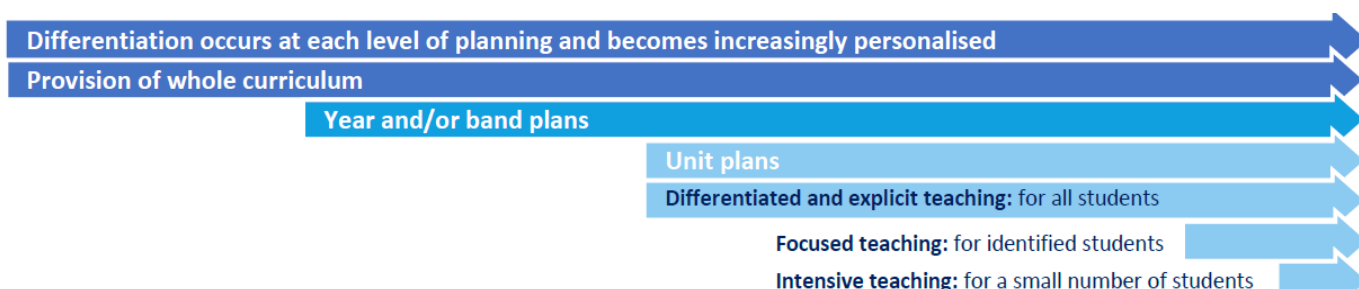 Differentiation occurs at each level of planning and becomes increasingly personalised
Provision of whole curriculum
Year and/or band plans
Unit plans
Differentiated and explicit teaching: for all students
Focused teaching: for identified students
Intensive teaching: for a small number of students